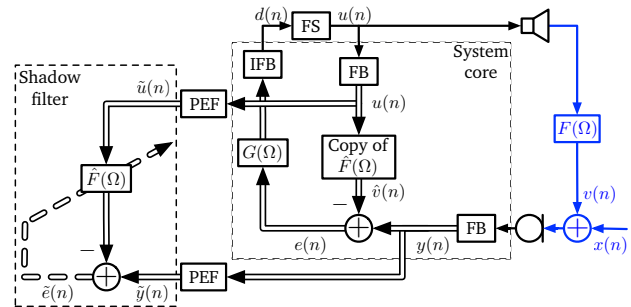 d(n) FS u(n)
System
core
Shadow
filter
IFB
FB
ũ(n)
PEF
u(n)
F(Ω)
G(Ω)
Copy of
F̂(Ω)
F̂(Ω)
v̂(n)
v(n)
−
+
FB
+
e(n)
y(n)
x(n)
−
+
ẽ(n)
ỹ(n)
PEF